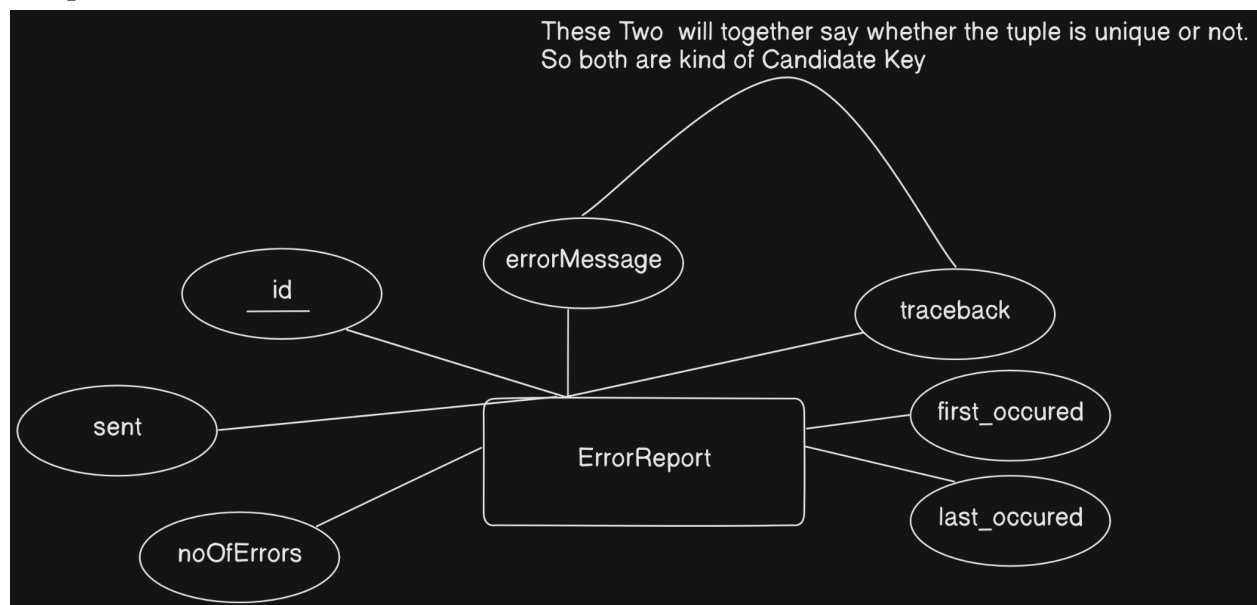 These Two will together say whether the tuple is unique or not.
So both are kind of Candidate Key
errorMessage
id
traceback
first_occured
sent
ErrorReport
last_occured
noOfErrors